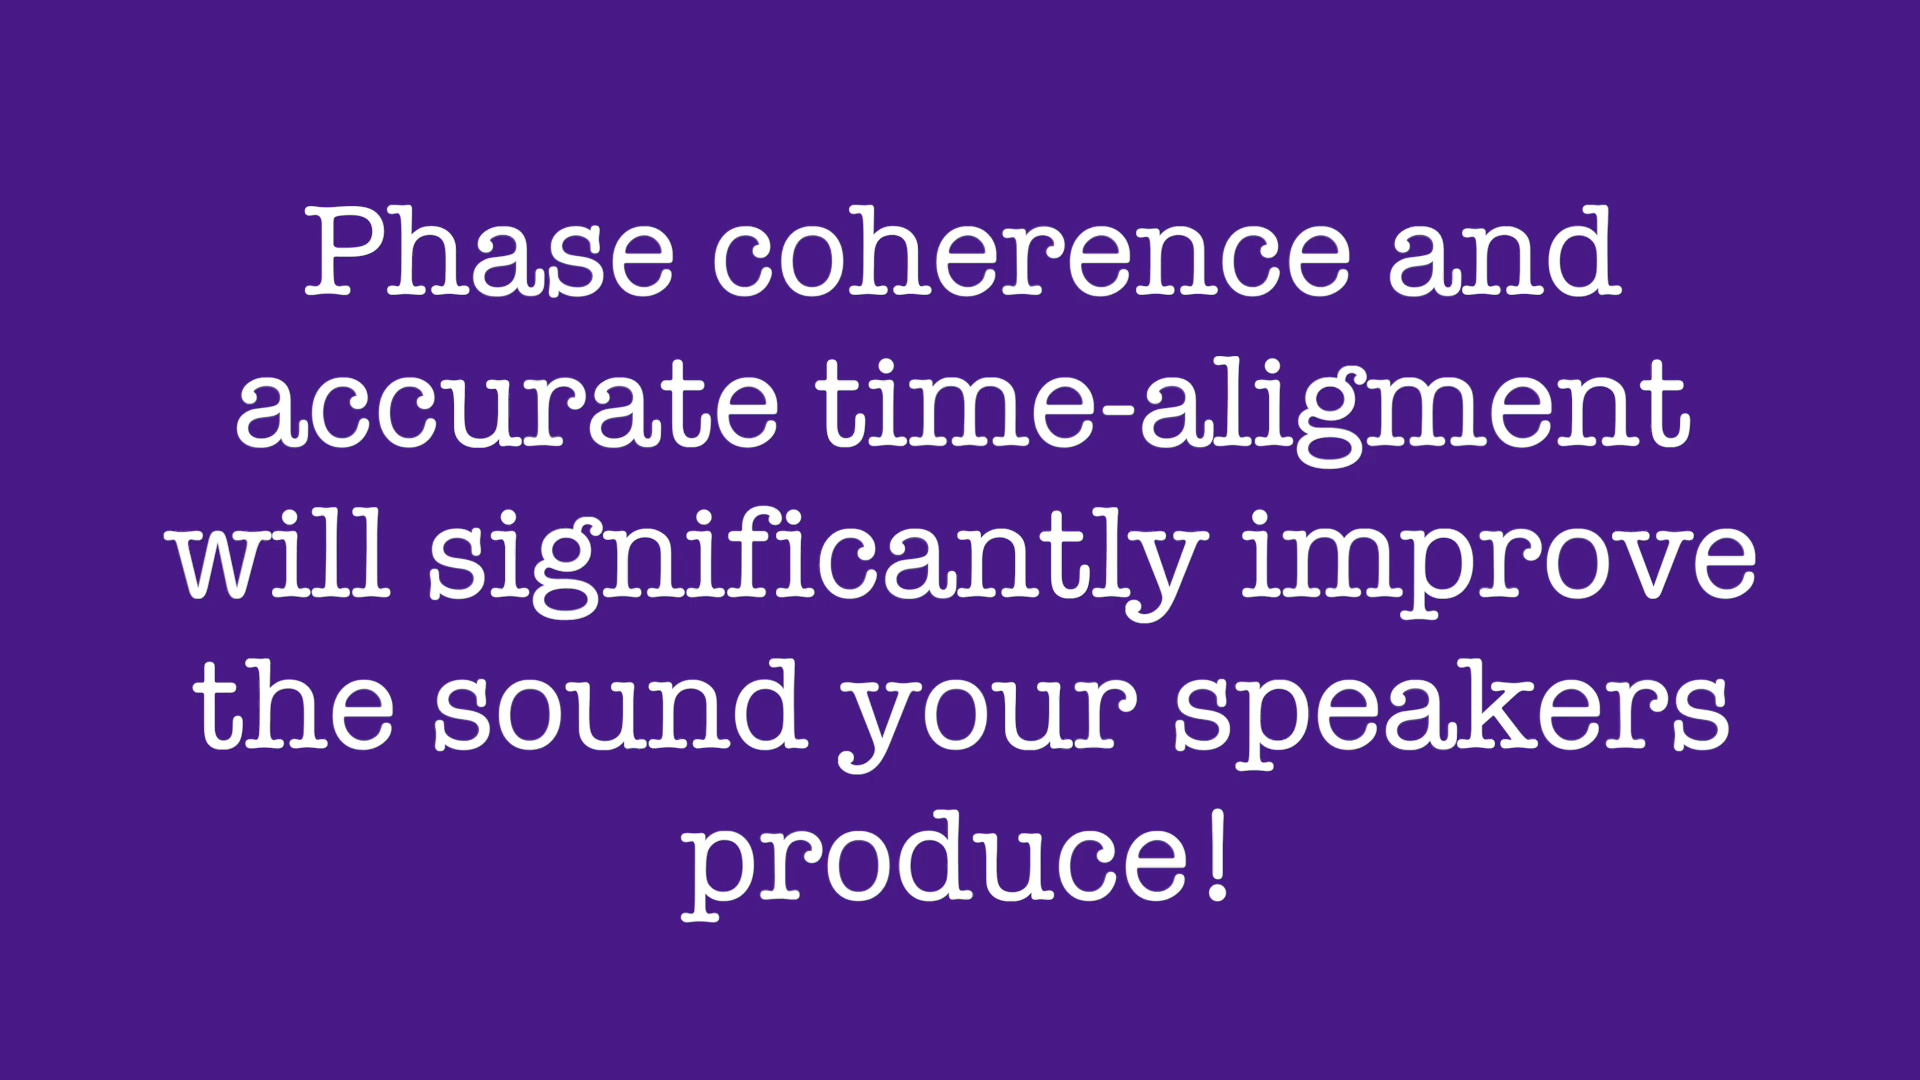 Phase coherence and
accurate time-aligment
will significantly improve
the sound your speakers
produce!